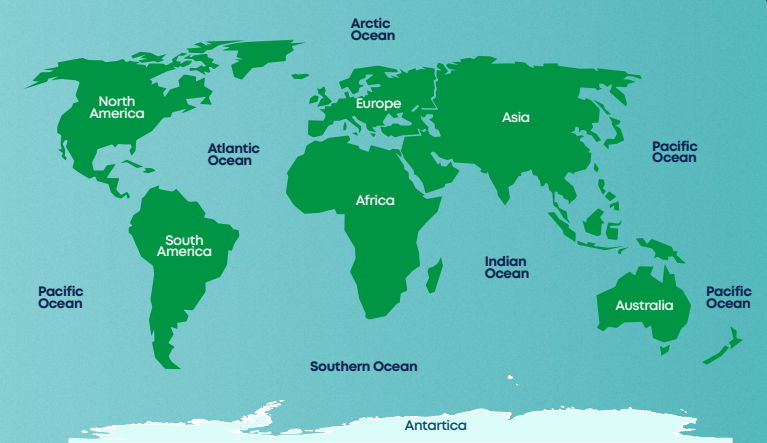 Arctic
Ocean
North
America
Europe
Asia
Atlantic
Ocean
Pacific
Ocean
Africa
South
America
Indian
Ocean
Pacific
Ocean
Australia
Pacific
Ocean
Southern Ocean
Antartica